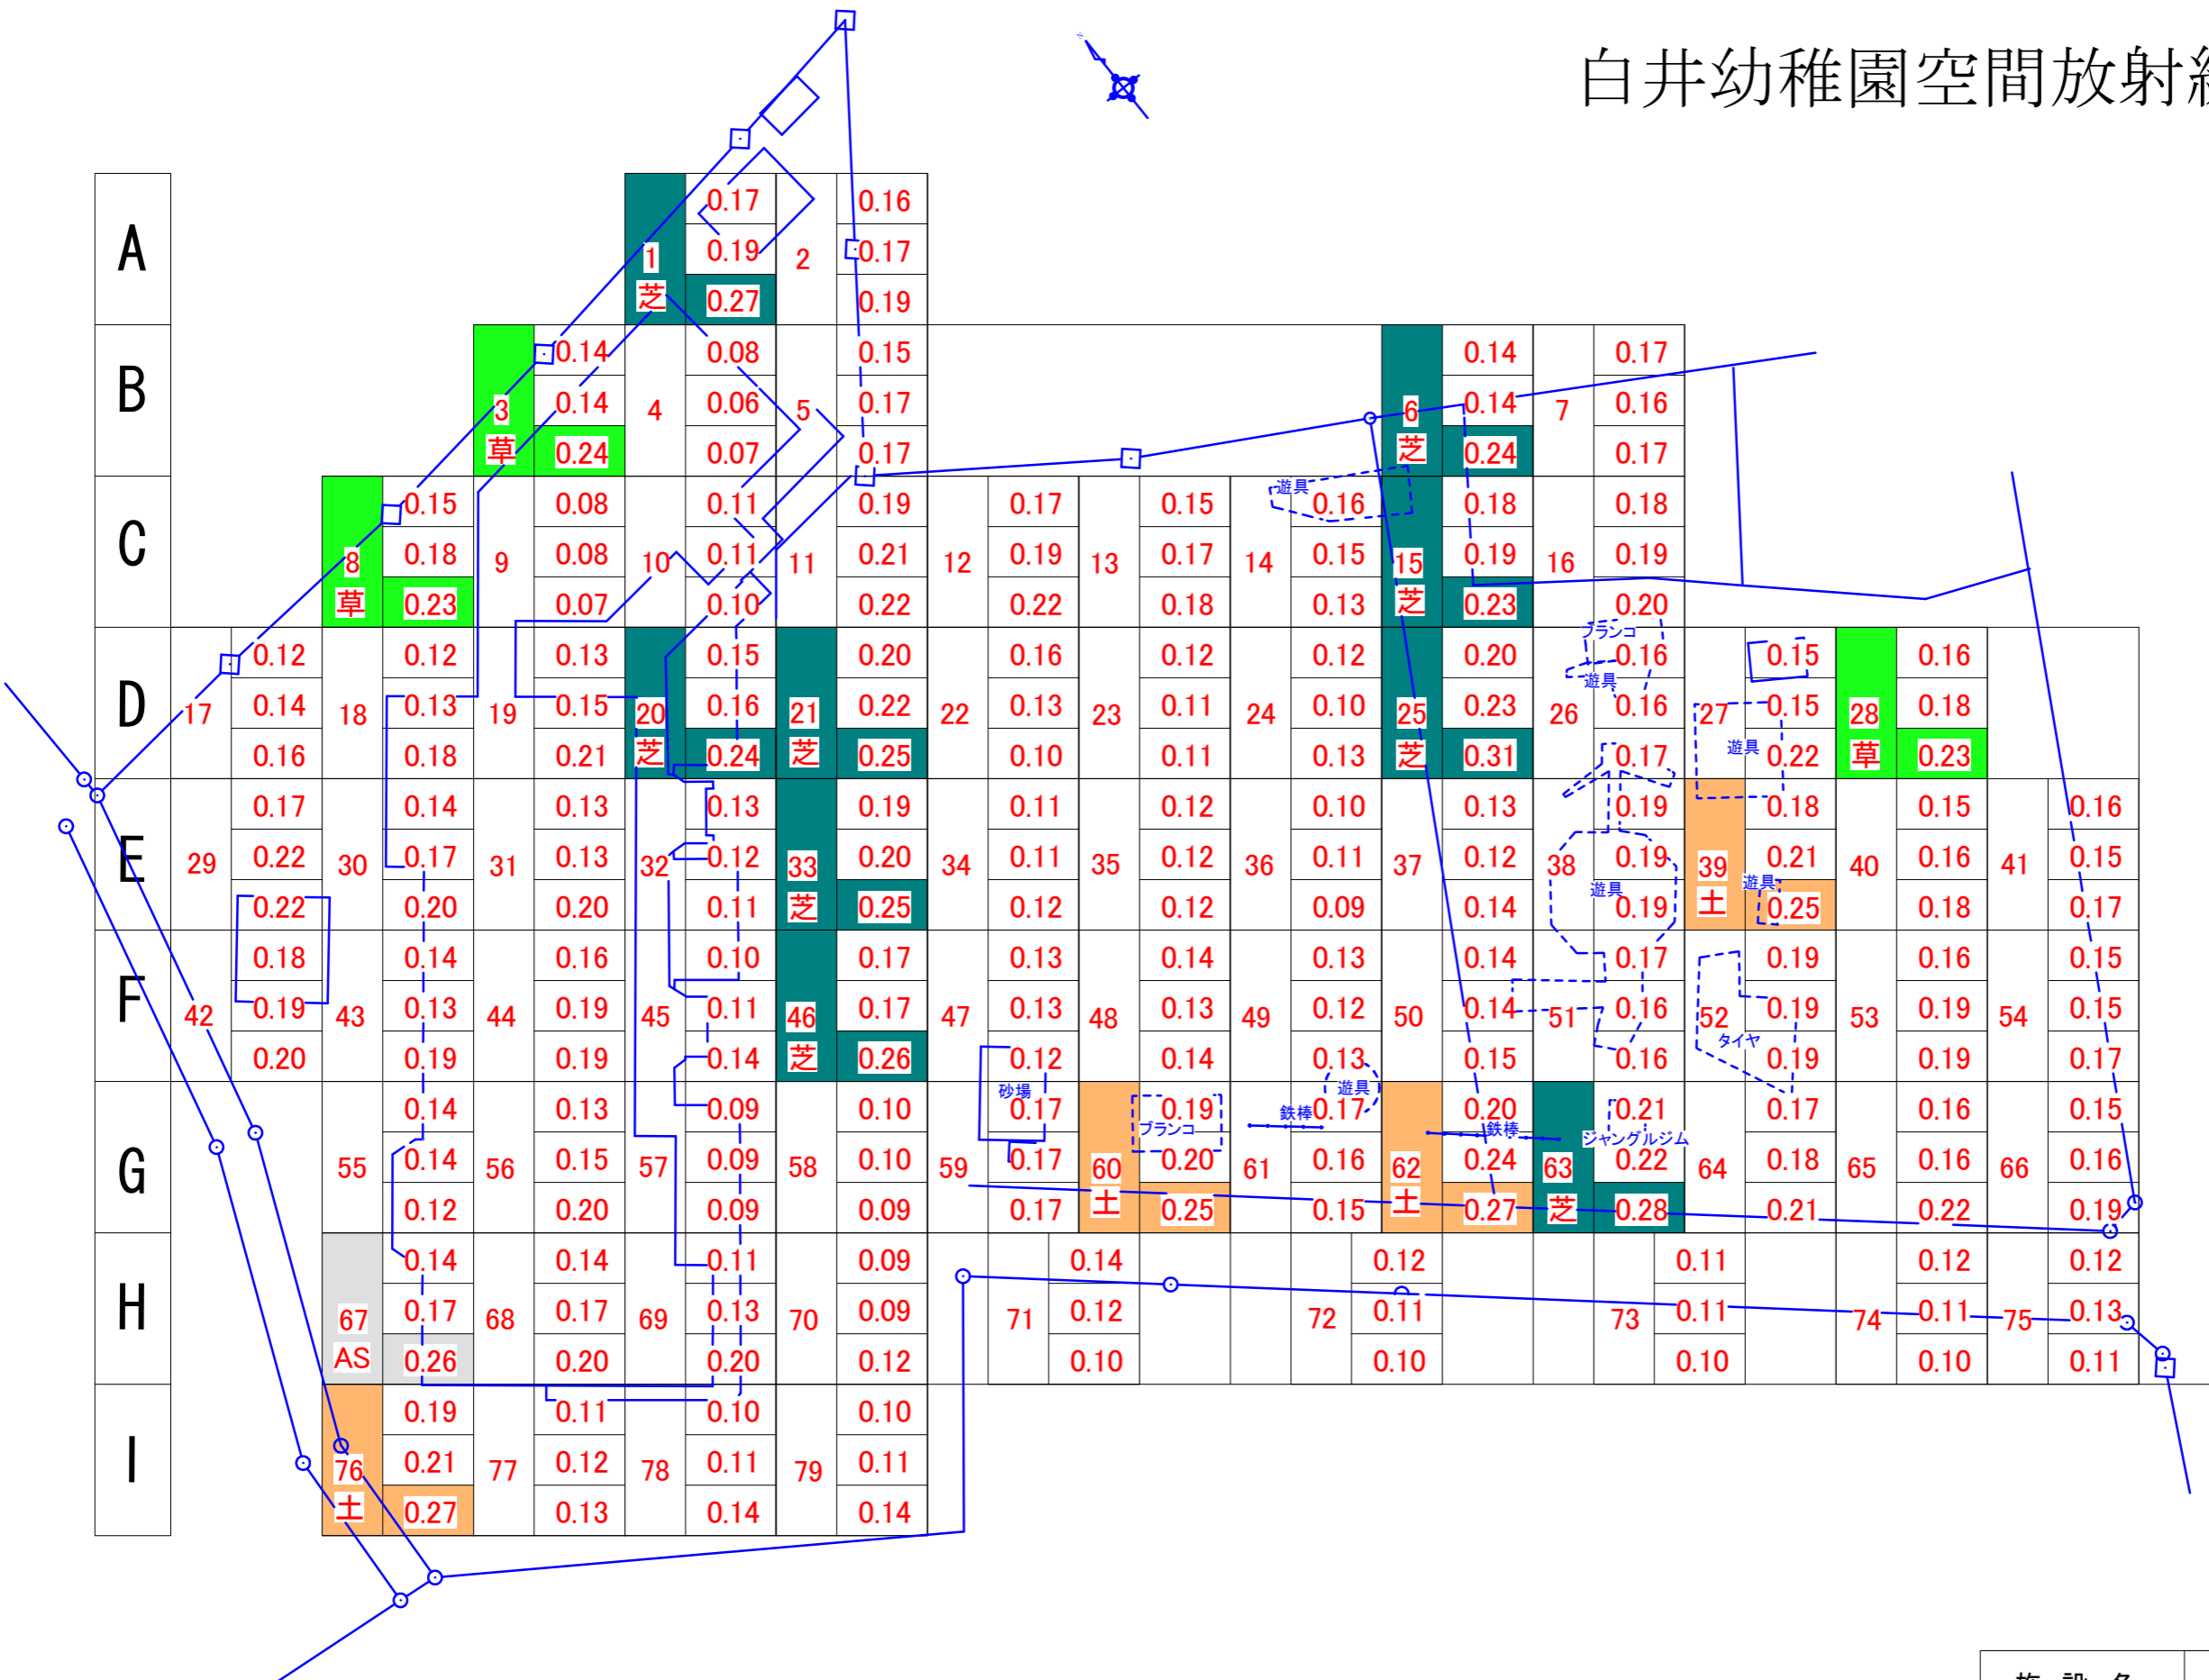 白井幼稚園空間放射
A
0.17 0.16
1 0.19 2 0.17
芝 0.27 0.19
B
0.14 0.08 0.15 0.14 0.17
3 0.14 4 0.06 5 0.17 6 0.14 7 0.16
草 0.24 0.07 0.17 芝 0.24 0.17
C
0.15 0.08 0.11 0.19 0.17 0.15 遊具 0.16 0.18 0.18
8 0.18 9 0.08 10 0.11 11 0.21 12 0.19 13 0.17 14 0.15 15 0.19 16 0.19
草 0.23 0.07 0.10 0.22 0.22 0.18 0.13 芝 0.23 0.20
D
ブランコ
0.12 0.12 0.13 0.15 0.20 0.16 0.12 0.12 0.20 0.16 0.15 0.16
遊具
17 0.14 18 0.13 19 0.15 20 0.16 21 0.22 22 0.13 23 0.11 24 0.10 25 0.23 26 0.16 27 0.15 28 0.18
0.16 0.18 0.21 芝 0.24 芝 0.25 0.10 0.11 0.13 芝 0.31 0.17 遊具 0.22 草 0.23
E
0.17 0.14 0.13 0.13 0.19 0.11 0.12 0.10 0.13 0.19 0.18 0.15 0.16
29 0.22 30 0.17 31 0.13 32 0.12 33 0.20 34 0.11 35 0.12 36 0.11 37 0.12 38 0.19 39 0.21 40 0.16 41 0.15
遊具 遊具
0.22 0.20 0.20 0.11 芝 0.25 0.12 0.12 0.09 0.14 0.19 土 0.25 0.18 0.17
F
0.18 0.14 0.16 0.10 0.17 0.13 0.14 0.13 0.14 0.17 0.19 0.16 0.15
42 0.19 43 0.13 44 0.19 45 0.11 46 0.17 47 0.13 48 0.13 49 0.12 50 0.14 51 0.16 52 0.19 53 0.19 54 0.15
タイヤ
0.20 0.19 0.19 0.14 芝 0.26 0.12 0.14 0.13 0.15 0.16 0.19 0.19 0.17
G
砂場 遊具
0.14 0.13 0.09 0.10 0.17 0.19 鉄棒 0.17 0.20 0.21 0.17 0.16 0.15
ブランコ 鉄棒 ジャングルジム
55 0.14 56 0.15 57 0.09 58 0.10 59 0.17 60 0.20 61 0.16 62 0.24 63 0.22 64 0.18 65 0.16 66 0.16
0.12 0.20 0.09 0.09 0.17 土 0.25 0.15 土 0.27 芝 0.28 0.21 0.22 0.19
H
0.14 0.14 0.11 0.09 0.14 0.12 0.11 0.12 0.12
67 0.17 68 0.17 69 0.13 70 0.09 71 0.12 72 0.11 73 0.11 74 0.11 75 0.13
AS 0.26 0.20 0.20 0.12 0.10 0.10 0.10 0.10 0.11
I
0.19 0.11 0.10 0.10
76 0.21 77 0.12 78 0.11 79 0.11
土 0.27 0.13 0.14 0.14